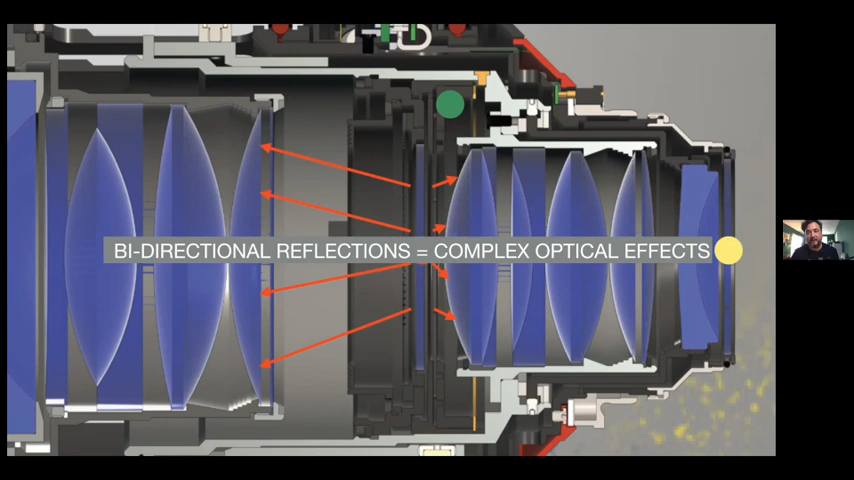 BI-DIRECTIONAL REFLECTIONS = COMPLEX OPTICAL EFFECTS